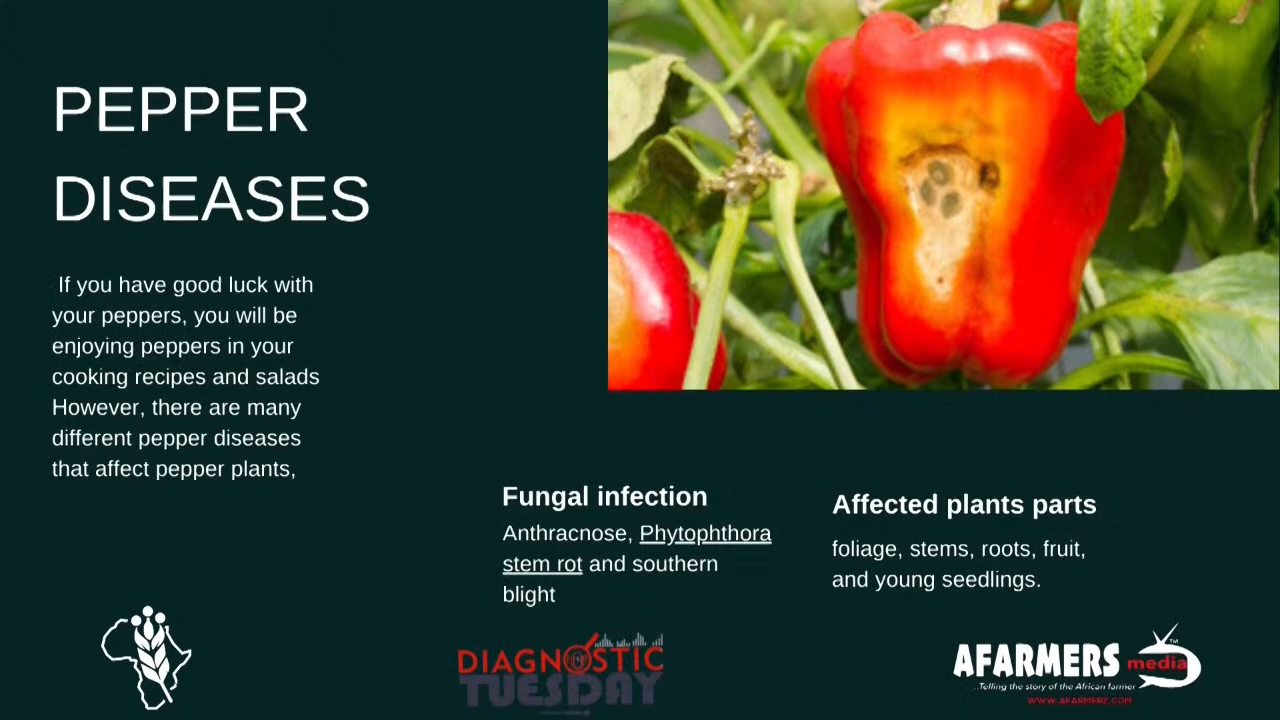 PEPPER
DISEASES
If you have good luck with
your peppers, you will be
enjoying peppers in your
cooking recipes and salads
However, there are many
different pepper diseases
that affect pepper plants,
Fungal infection
Anthracnose, Phytophthora
stem rot and southern
blight
Affected plants parts
foliage, stems, roots, fruit,
and young seedlings.
DIAGNOSTIC
TUESDAY
AFARMERS media TM
...Telling the story of the African farmer
WWW.AFARMERZ.COM